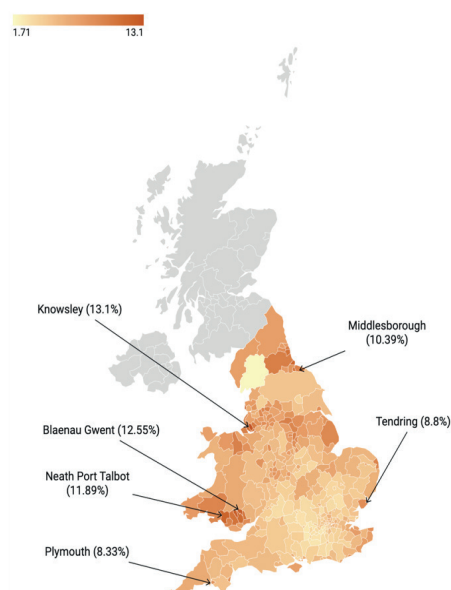 1.71 13.1
Knowsley (13.1%)
Middlesborough
(10.39%)
Tendring (8.8%)
Blaenau Gwent (12.55%)
Neath Port Talbot
(11.89%)
Plymouth (8.33%)